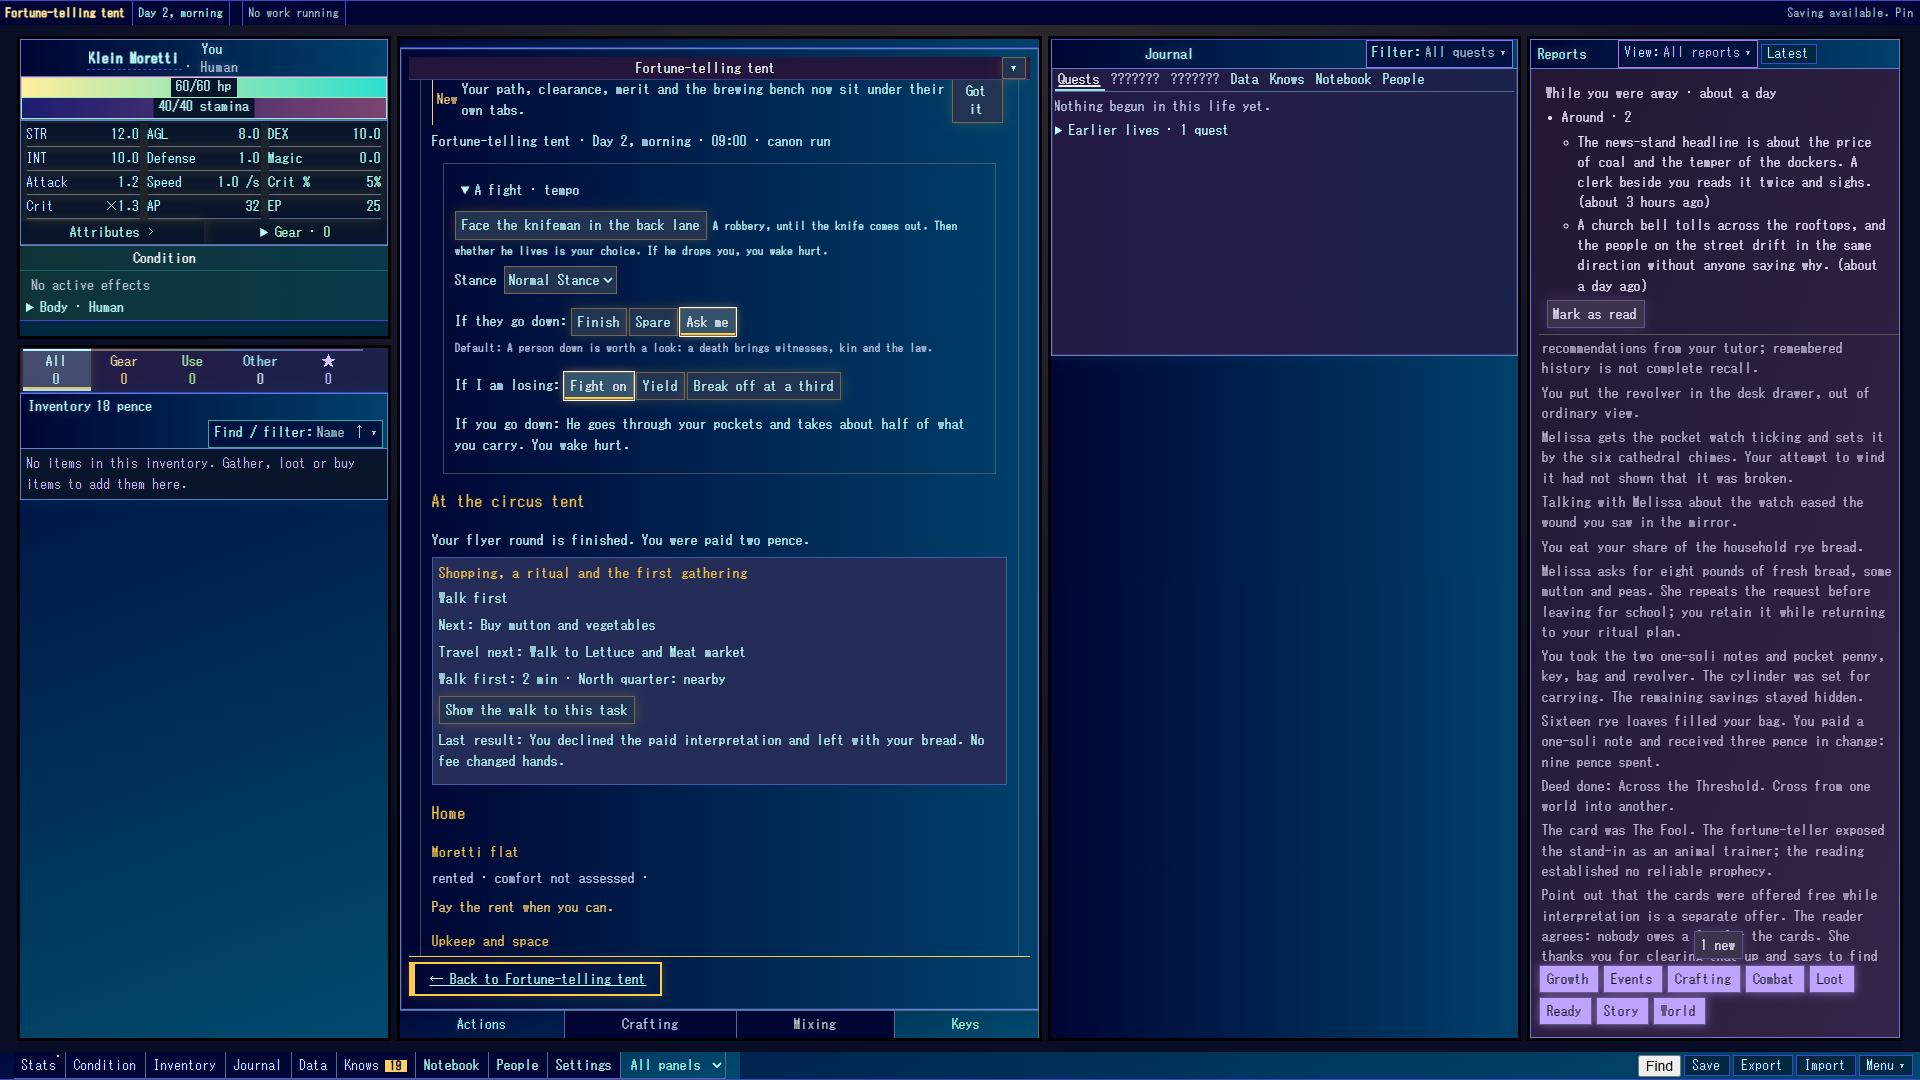 Fortune-telling tent
Day 2, morning
No work running
Saving available. Pin
Klein Moretti · You
Human
60/60 hp
40/40 stamina
STR 12.0 AGL 8.0 DEX 10.0
INT 10.0 Defense 1.0 Magic 0.0
Attack 1.2 Speed 1.0 /s Crit % 5%
Crit ×1.3 AP 32 EP 25
Attributes >
▶ Gear · 0
Condition
No active effects
▶ Body · Human
All Gear Use Other ★
0 0 0 0 0
Inventory 18 pence
Find / filter: Name ↑ ▾
No items in this inventory. Gather, loot or buy
items to add them here.
Fortune-telling tent
▾
New
Your path, clearance, merit and the brewing bench now sit under their
own tabs.
Got
it
Fortune-telling tent · Day 2, morning · 09:00 · canon run
▼ A fight · tempo
Face the knifeman in the back lane A robbery, until the knife comes out. Then
whether he lives is your choice. If he drops you, you wake hurt.
Stance Normal Stance
If they go down: Finish Spare Ask me
Default: A person down is worth a look: a death brings witnesses, kin and the law.
If I am losing: Fight on Yield Break off at a third
If you go down: He goes through your pockets and takes about half of what
you carry. You wake hurt.
At the circus tent
Your flyer round is finished. You were paid two pence.
Shopping, a ritual and the first gathering
Walk first
Next: Buy mutton and vegetables
Travel next: Walk to Lettuce and Meat market
Walk first: 2 min · North quarter: nearby
Show the walk to this task
Last result: You declined the paid interpretation and left with your bread. No
fee changed hands.
Home
Moretti flat
rented · comfort not assessed ·
Pay the rent when you can.
Upkeep and space
← Back to Fortune-telling tent
Actions Crafting Mixing Keys
Journal
Filter: All quests ▾
Quests ??????? ??????? Data Knows Notebook People
Nothing begun in this life yet.
▶ Earlier lives · 1 quest
Reports
View: All reports ▾
Latest
While you were away · about a day
• Around · 2
The news-stand headline is about the price
of coal and the temper of the dockers. A
clerk beside you reads it twice and sighs.
(about 3 hours ago)
A church bell tolls across the rooftops, and
the people on the street drift in the same
direction without anyone saying why. (about
a day ago)
Mark as read
recommendations from your tutor; remembered
history is not complete recall.
You put the revolver in the desk drawer, out of
ordinary view.
Melissa gets the pocket watch ticking and sets it
by the six cathedral chimes. Your attempt to wind
it had not shown that it was broken.
Talking with Melissa about the watch eased the
wound you saw in the mirror.
You eat your share of the household rye bread.
Melissa asks for eight pounds of fresh bread, some
mutton and peas. She repeats the request before
leaving for school; you retain it while returning
to your ritual plan.
You took the two one-soli notes and pocket penny,
key, bag and revolver. The cylinder was set for
carrying. The remaining savings stayed hidden.
Sixteen rye loaves filled your bag. You paid a
one-soli note and received three pence in change:
nine pence spent.
Deed done: Across the Threshold. Cross from one
world into another.
The card was The Fool. The fortune-teller exposed
the stand-in as an animal trainer; the reading
established no reliable prophecy.
Point out that the cards were offered free while
interpretation is a separate offer. The reader
agrees: nobody owes a the cards. She
thanks you for up and says to find
1 new
Growth Events Crafting Combat Loot
Ready Story World
Stats Condition Inventory Journal Data Knows 19 Notebook People Settings All panels
Find Save Export Import Menu ▾